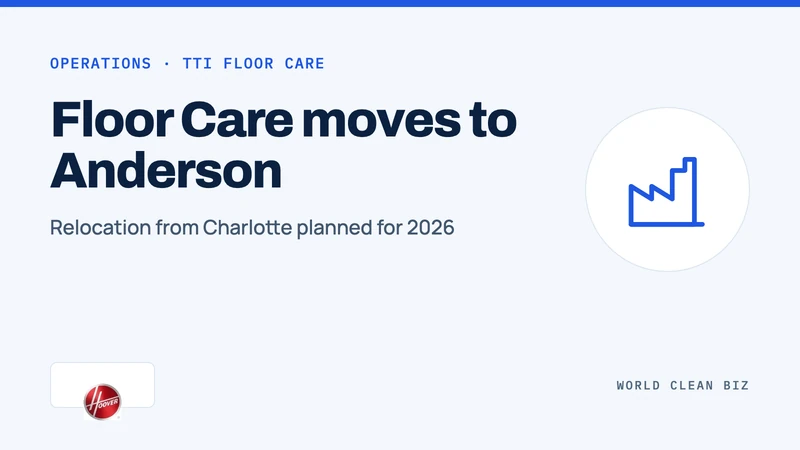 OPERATIONS · TTI FLOOR CARE
Floor Care moves to
Anderson
Relocation from Charlotte planned for 2026
HOOVER
WORLD CLEAN BIZ